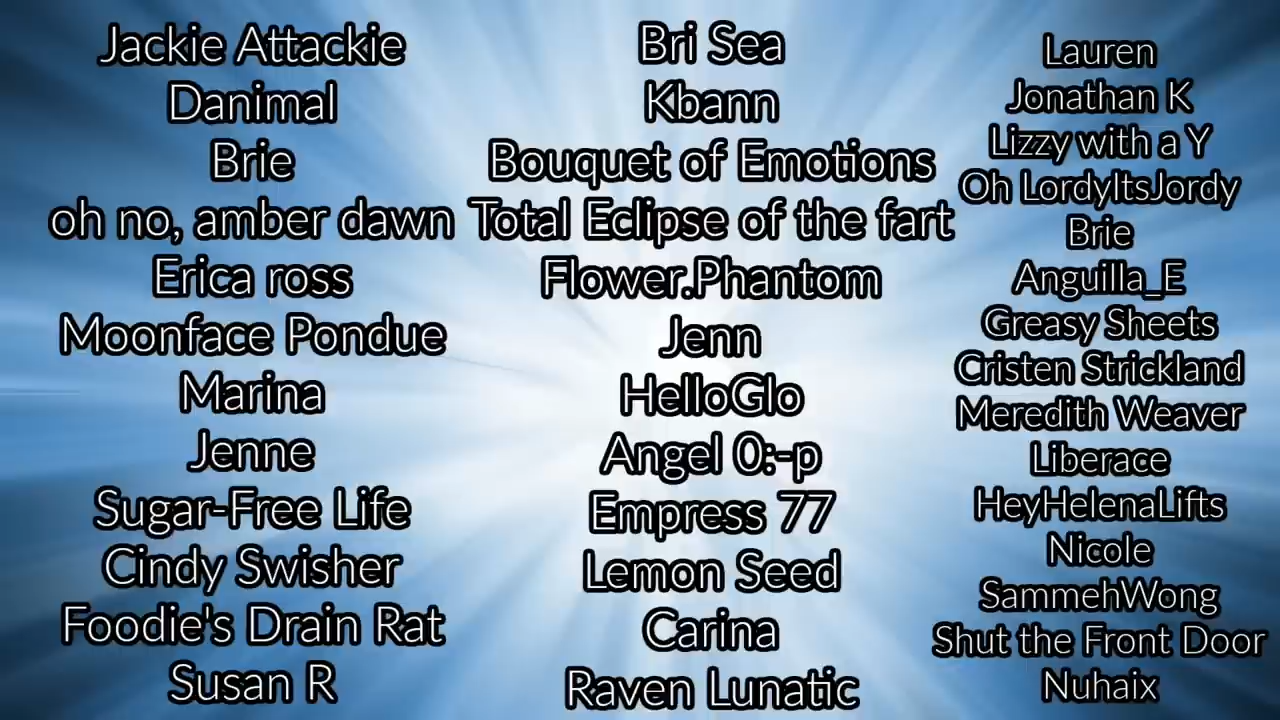 Jackie Attackie
Danimal
Brie
oh no, amber dawn
Erica ross
Moonface Pondue
Marina
Jenne
Sugar-Free Life
Cindy Swisher
Foodie's Drain Rat
Susan R
Bri Sea
Kbann
Bouquet of Emotions
Total Eclipse of the fart
Flower.Phantom
Jenn
HelloGlo
Angel 0:-p
Empress 77
Lemon Seed
Carina
Raven Lunatic
Lauren
Jonathan K
Lizzy with a Y
Oh LordyItsJordy
Brie
Anguilla_E
Greasy Sheets
Cristen Strickland
Meredith Weaver
Liberace
HeyHelenaLifts
Nicole
SammehWong
Shut the Front Door
Nuhaix